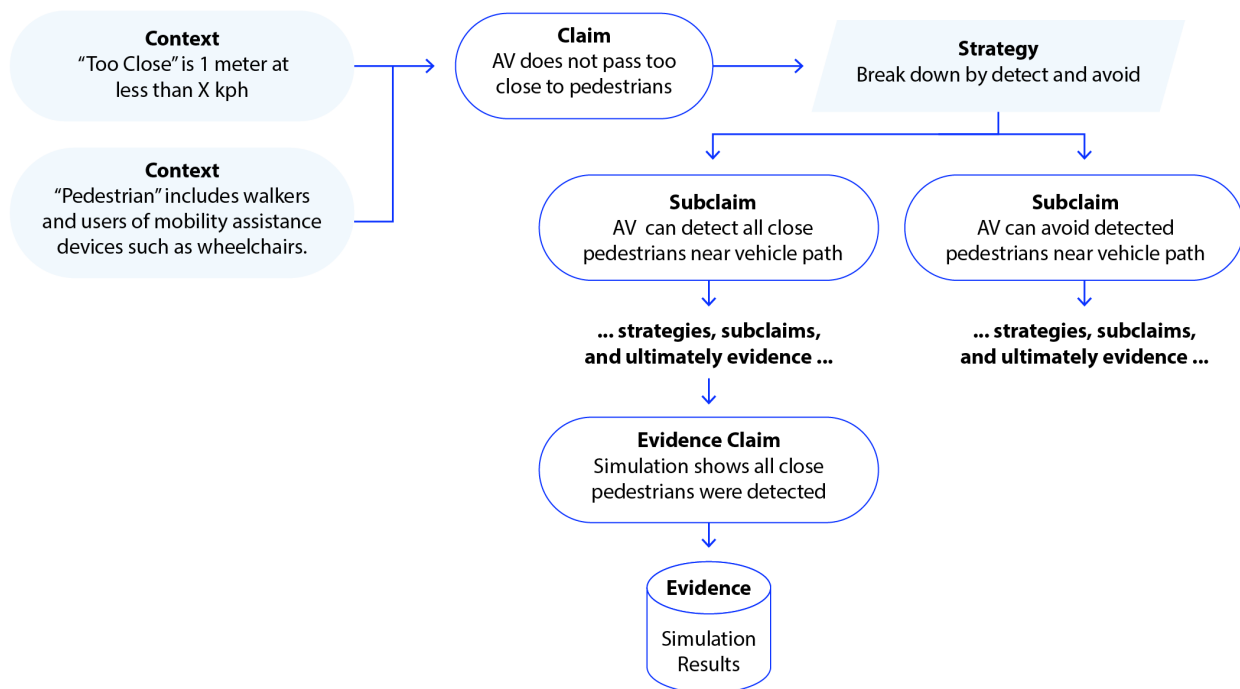 Context
“Too Close” is 1 meter at
less than X kph
Context
“Pedestrian” includes walkers
and users of mobility assistance
devices such as wheelchairs.
Claim
AV does not pass too
close to pedestrians
Strategy
Break down by detect and avoid
Subclaim
AV can detect all close
pedestrians near vehicle path
Subclaim
AV can avoid detected
pedestrians near vehicle path
... strategies, subclaims,
and ultimately evidence ...
... strategies, subclaims,
and ultimately evidence ...
Evidence Claim
Simulation shows all close
pedestrians were detected
Evidence
Simulation
Results